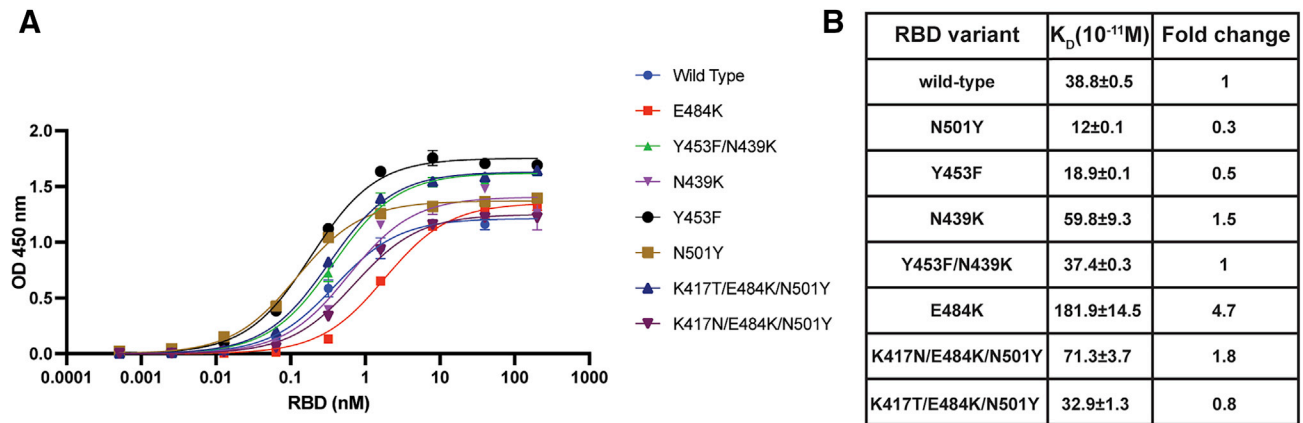 A
Wild Type
E484K
Y453F/N439K
N439K
Y453F
N501Y
K417T/E484K/N501Y
K417N/E484K/N501Y
OD 450 nm
2.0
1.5
1.0
0.5
0.0
0.0001 0.001 0.01 0.1 1 10 100 1000
RBD (nM)
B
RBD variant K_D(10^-11M) Fold change
wild-type 38.8±0.5 1
N501Y 12±0.1 0.3
Y453F 18.9±0.1 0.5
N439K 59.8±9.3 1.5
Y453F/N439K 37.4±0.3 1
E484K 181.9±14.5 4.7
K417N/E484K/N501Y 71.3±3.7 1.8
K417T/E484K/N501Y 32.9±1.3 0.8